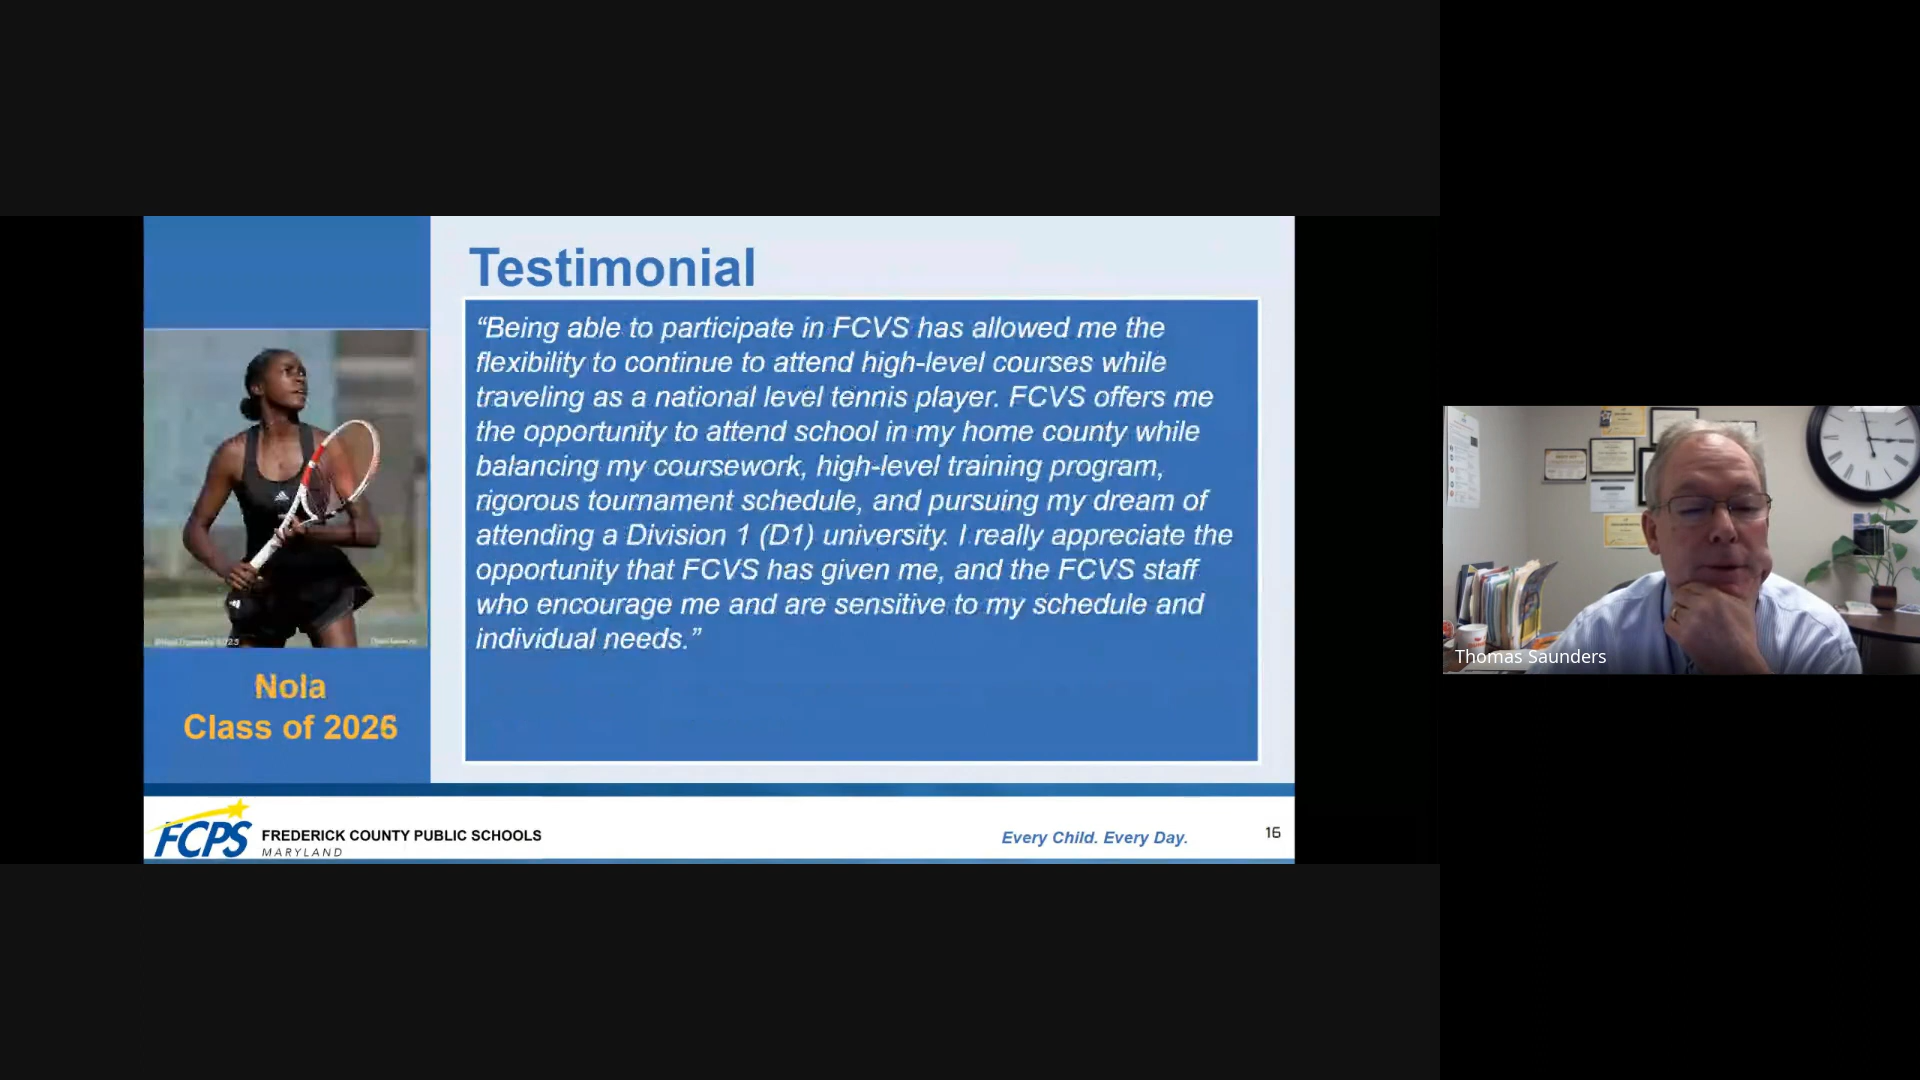 Testimonial
“Being able to participate in FCVS has allowed me the
flexibility to continue to attend high-level courses while
traveling as a national level tennis player. FCVS offers me
the opportunity to attend school in my home county while
balancing my coursework, high-level training program,
rigorous tournament schedule, and pursuing my dream of
attending a Division 1 (D1) university. I really appreciate the
opportunity that FCVS has given me, and the FCVS staff
who encourage me and are sensitive to my schedule and
individual needs.”
Nola
Class of 2026
FCPS
FREDERICK COUNTY PUBLIC SCHOOLS
MARYLAND
Every Child. Every Day.
16
Thomas Saunders